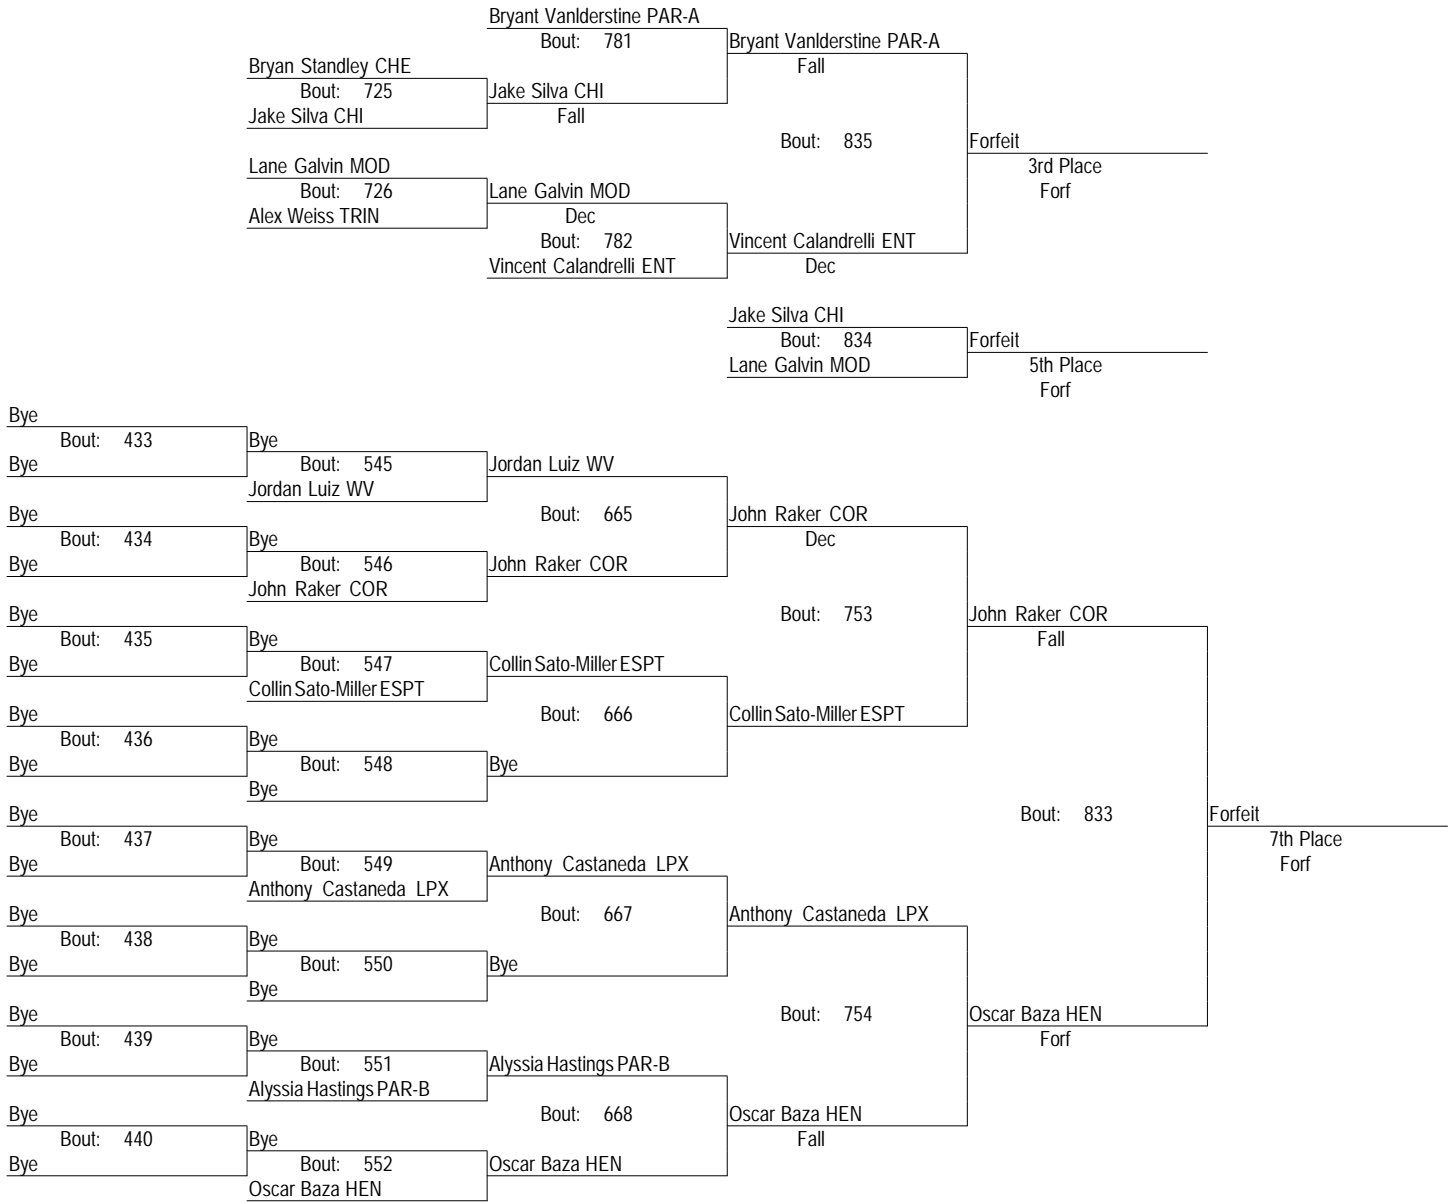 Bryant VanIderstine PAR-A
Bout: 781 Bryant VanIderstine PAR-A
Bryan Standley CHE Fall
Bout: 725 Jake Silva CHI
Jake Silva CHI Fall
Bout: 835 Forfeit
Lane Galvin MOD 3rd Place
Bout: 726 Lane Galvin MOD Forf
Alex Weiss TRIN Dec
Bout: 782 Vincent Calandrelli ENT
Vincent Calandrelli ENT Dec
Jake Silva CHI
Bout: 834 Forfeit
Lane Galvin MOD 5th Place
Forf
Bye
Bout: 433 Bye
Bye Bout: 545 Jordan Luiz WV
Jordan Luiz WV
Bye Bout: 665 John Raker COR
Bout: 434 Bye Dec
Bye Bout: 546 John Raker COR
John Raker COR
Bye Bout: 753 John Raker COR
Bout: 435 Bye Fall
Bye Bout: 547 Collin Sato-Miller ESPT
Collin Sato-Miller ESPT
Bye Bout: 666 Collin Sato-Miller ESPT
Bout: 436 Bye
Bye Bout: 548 Bye
Bye
Bye Bout: 833 Forfeit
Bout: 437 Bye 7th Place
Bye Bout: 549 Anthony Castaneda LPX Forf
Anthony Castaneda LPX
Bye Bout: 667 Anthony Castaneda LPX
Bout: 438 Bye
Bye Bout: 550 Bye
Bye
Bye Bout: 754 Oscar Baza HEN
Bout: 439 Bye Forf
Bye Bout: 551 Alyssia Hastings PAR-B
Alyssia Hastings PAR-B
Bye Bout: 668 Oscar Baza HEN
Bout: 440 Bye Fall
Bye Bout: 552 Oscar Baza HEN
Oscar Baza HEN